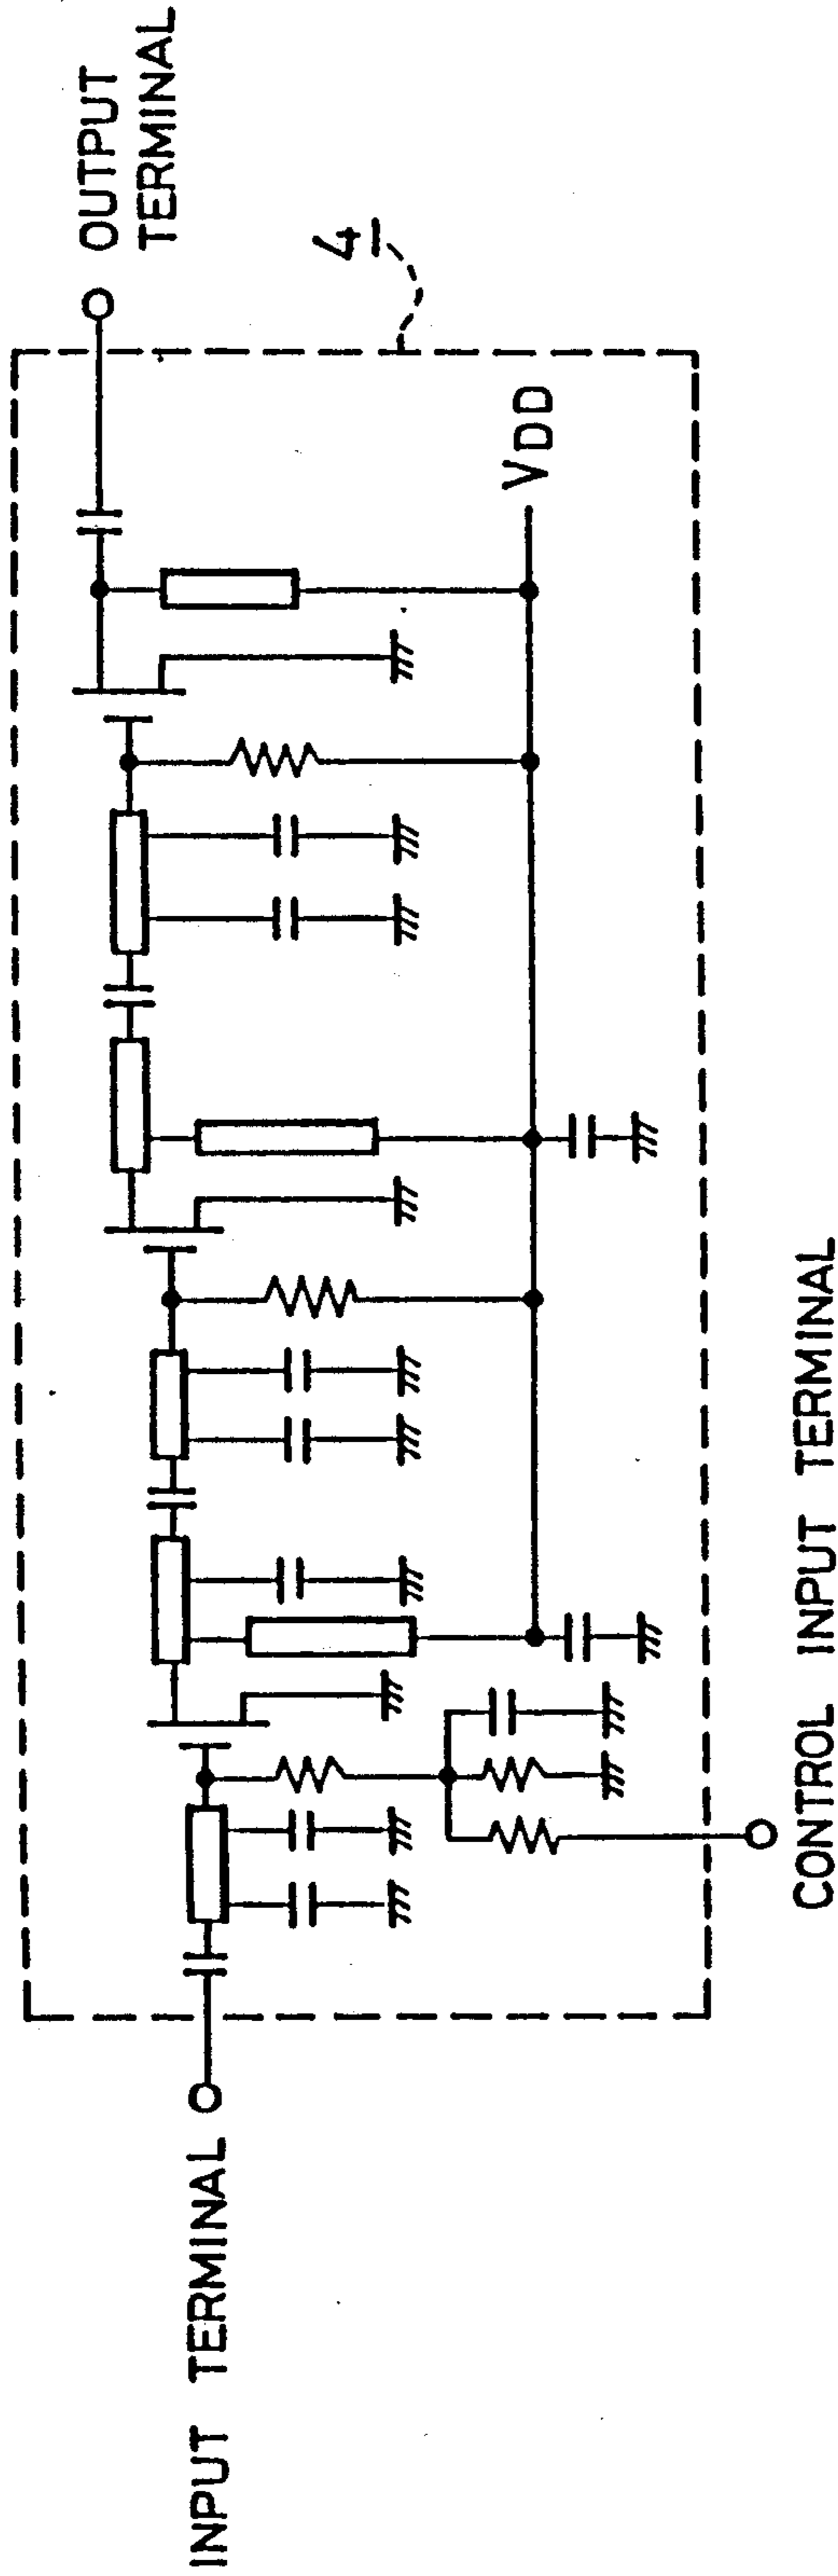 INPUT TERMINAL
OUTPUT
TERMINAL
4
VDD
CONTROL INPUT TERMINAL